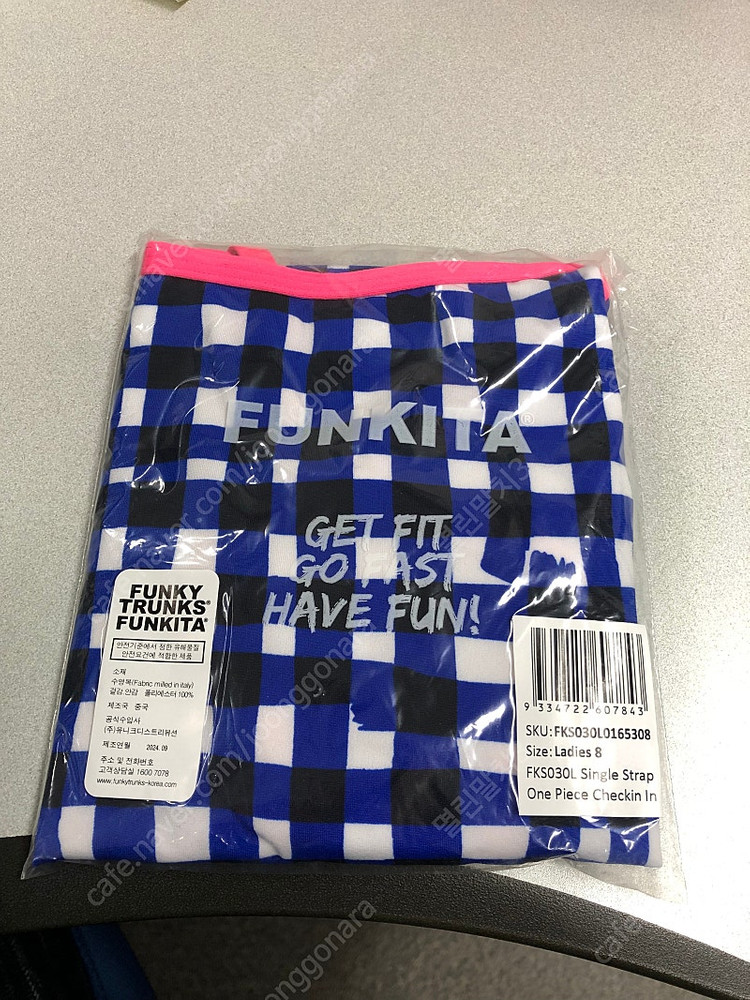 FUNKITA®
GET FIT
GO FAST
HAVE FUN!
FUNKY
TRUNKS®
FUNKITA®
안전기준에서 정한 유해물질
안전요건에 적합한 제품
소재
수영복(Fabric milled in italy)
겉감.안감 폴리에스터 100%
제조국 중국
공식수입사
(주)유니크디스트리뷰션
제조연월 2024.09
주소 및 전화번호
고객상담실 1600 7078
www.funkytrunks-korea.com
9 334722 607843
SKU: FKS030L0165308
Size: Ladies 8
FKS030L Single Strap
One Piece Checkin In
cafe.naver.com/joonggonara